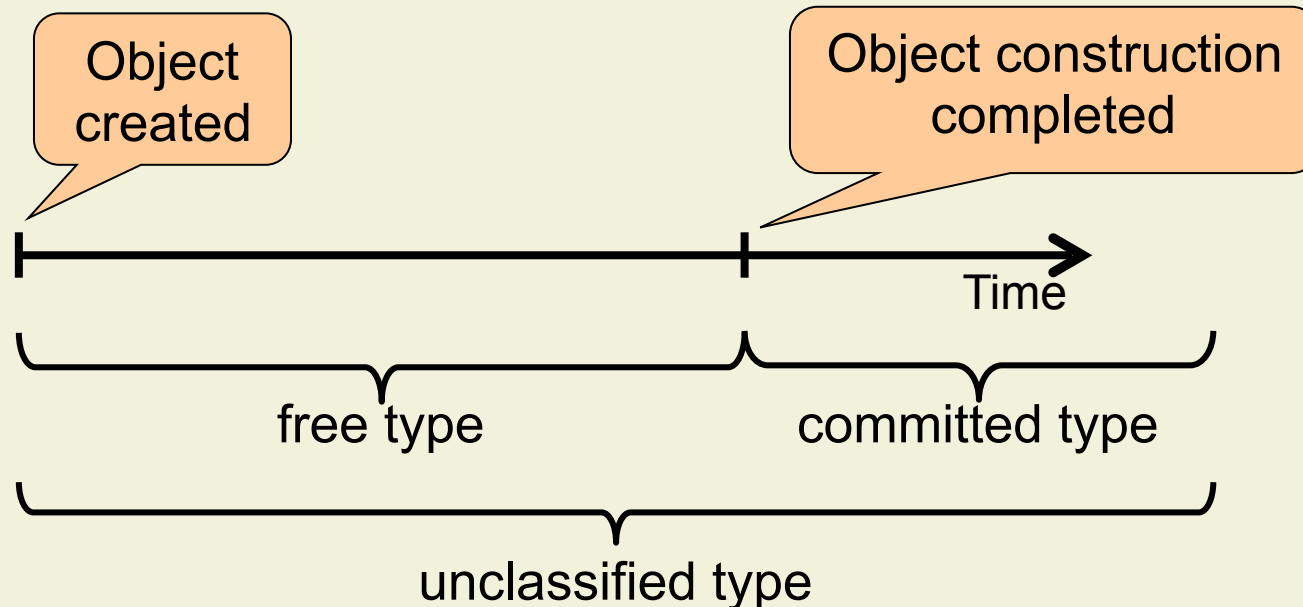 Object
created
Object construction
completed
Time
free type
committed type
unclassified type